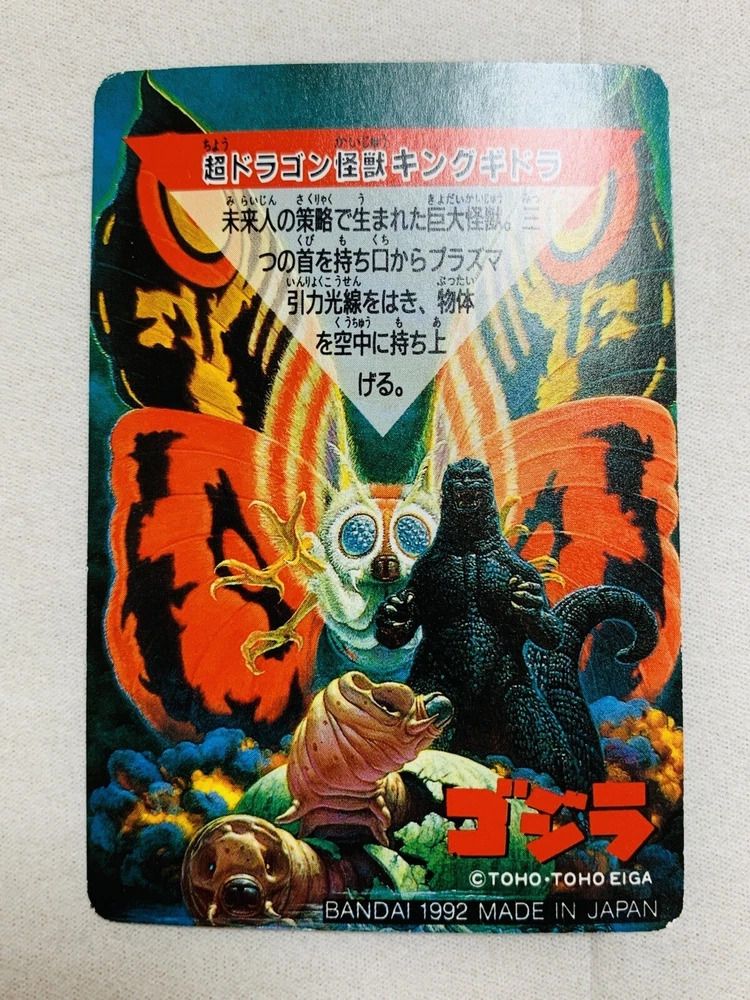 超ドラゴン怪獣キングギドラ
未来人の策略で生まれた巨大怪獣。三
つの首を持ち口からプラズマ
引力光線をはき、物体
を空中に持ち上
げる。
ゴジラ
©TOHO・TOHO EIGA
BANDAI 1992 MADE IN JAPAN